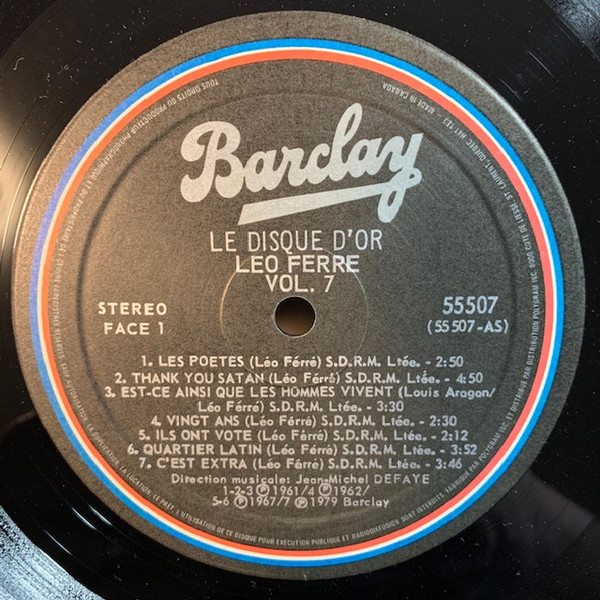 Barclay
LE DISQUE D'OR
LEO FERRE
VOL. 7
STEREO
FACE 1
55507
(55507-AS)
1. LES POETES (Léo Férré) S.D.R.M. Ltée. - 2:50
2. THANK YOU SATAN (Léo Férré) S.D.R.M. Ltée. - 4:50
3. EST-CE AINSI QUE LES HOMMES VIVENT (Louis Aragon/
Léo Férré) S.D.R.M. Ltée. - 3:30
4. VINGT ANS (Léo Férré) S.D.R.M. Ltée. - 2:30
5. ILS ONT VOTE (Léo Férré) S.D.R.M. Ltée. - 2:12
6. QUARTIER LATIN (Léo Férré) S.D.R.M. Ltée. - 3:52
7. C'EST EXTRA (Léo Férré) S.D.R.M. Ltée. - 3:46
Direction musicale: Jean-Michel DEFAYE
1-2-3 Ⓟ 1961/4 Ⓟ 1962/
5-6 Ⓟ 1967/7 Ⓟ 1979 Barclay
MADE IN CANADA